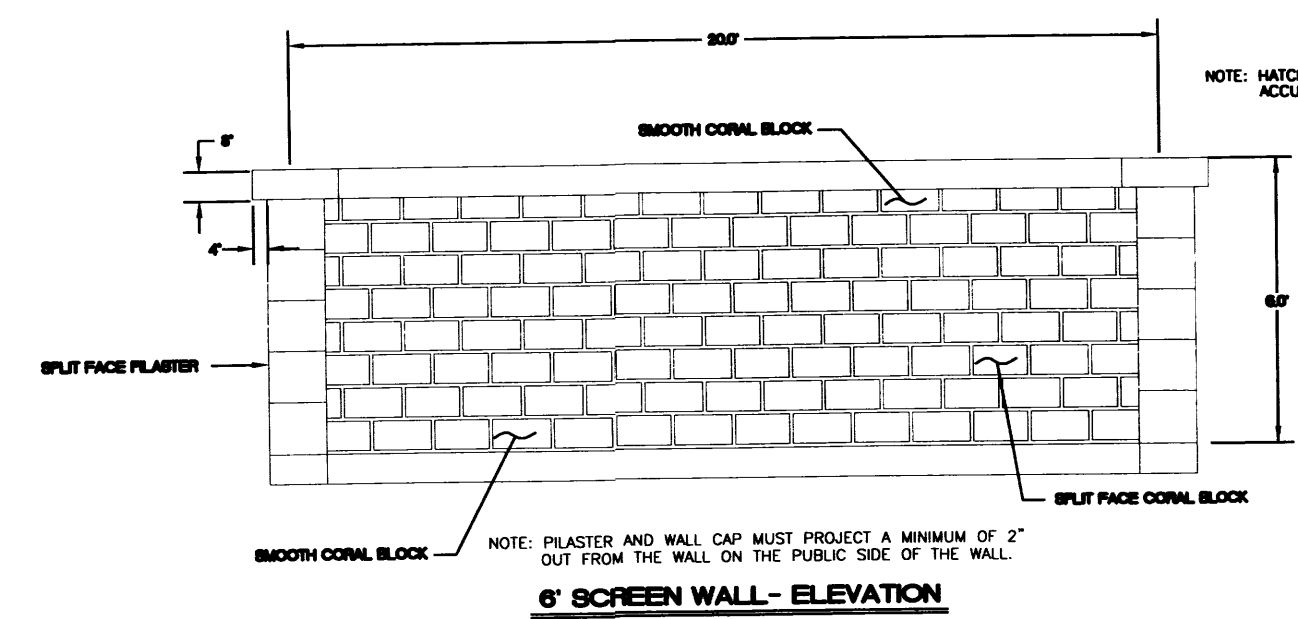 20.0'
NOTE: HATCH
ACCU
SMOOTH CORAL BLOCK
8"
4"
6.0'
SPLIT FACE PILASTER
SPLIT FACE CORAL BLOCK
SMOOTH CORAL BLOCK
NOTE: PILASTER AND WALL CAP MUST PROJECT A MINIMUM OF 2"
OUT FROM THE WALL ON THE PUBLIC SIDE OF THE WALL.
6' SCREEN WALL- ELEVATION